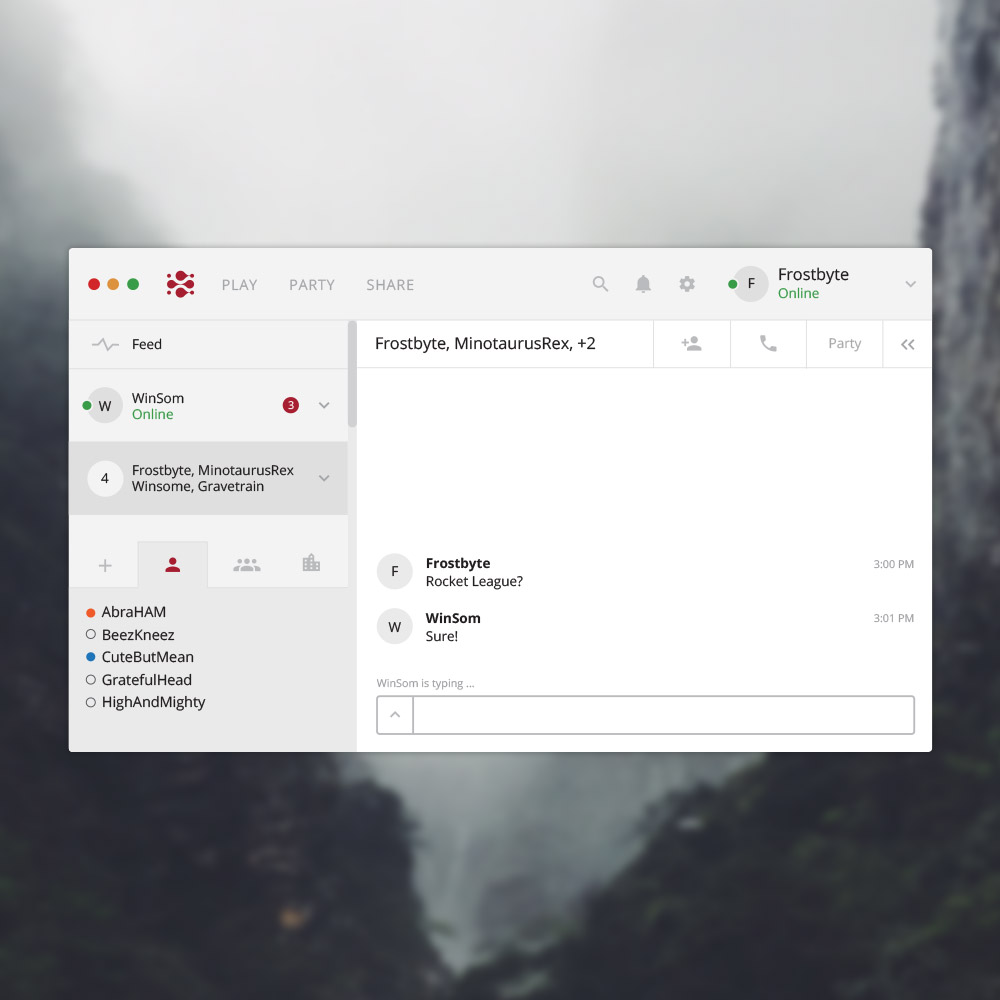 PLAY PARTY SHARE
F Frostbyte
Online
Feed
Frostbyte, MinotaurusRex, +2
Party
W WinSom
Online
3
4 Frostbyte, MinotaurusRex
Winsome, Gravetrain
AbraHAM
BeezKneez
CuteButMean
GratefulHead
HighAndMighty
F Frostbyte 3:00 PM
Rocket League?
W WinSom 3:01 PM
Sure!
WinSom is typing ...